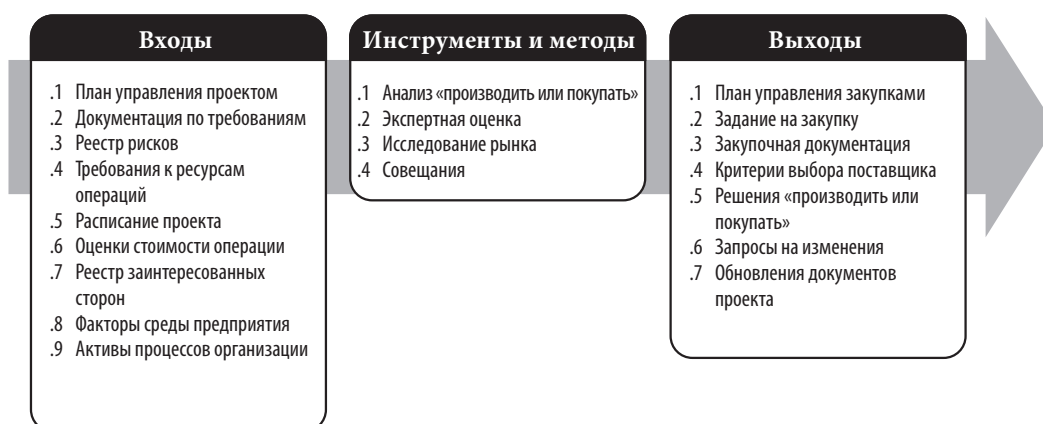 Входы
.1 План управления проектом
.2 Документация по требованиям
.3 Реестр рисков
.4 Требования к ресурсам
операций
.5 Расписание проекта
.6 Оценки стоимости операции
.7 Реестр заинтересованных
сторон
.8 Факторы среды предприятия
.9 Активы процессов организации
Инструменты и методы
.1 Анализ «производить или покупать»
.2 Экспертная оценка
.3 Исследование рынка
.4 Совещания
Выходы
.1 План управления закупками
.2 Задание на закупку
.3 Закупочная документация
.4 Критерии выбора поставщика
.5 Решения «производить или
покупать»
.6 Запросы на изменения
.7 Обновления документов
проекта